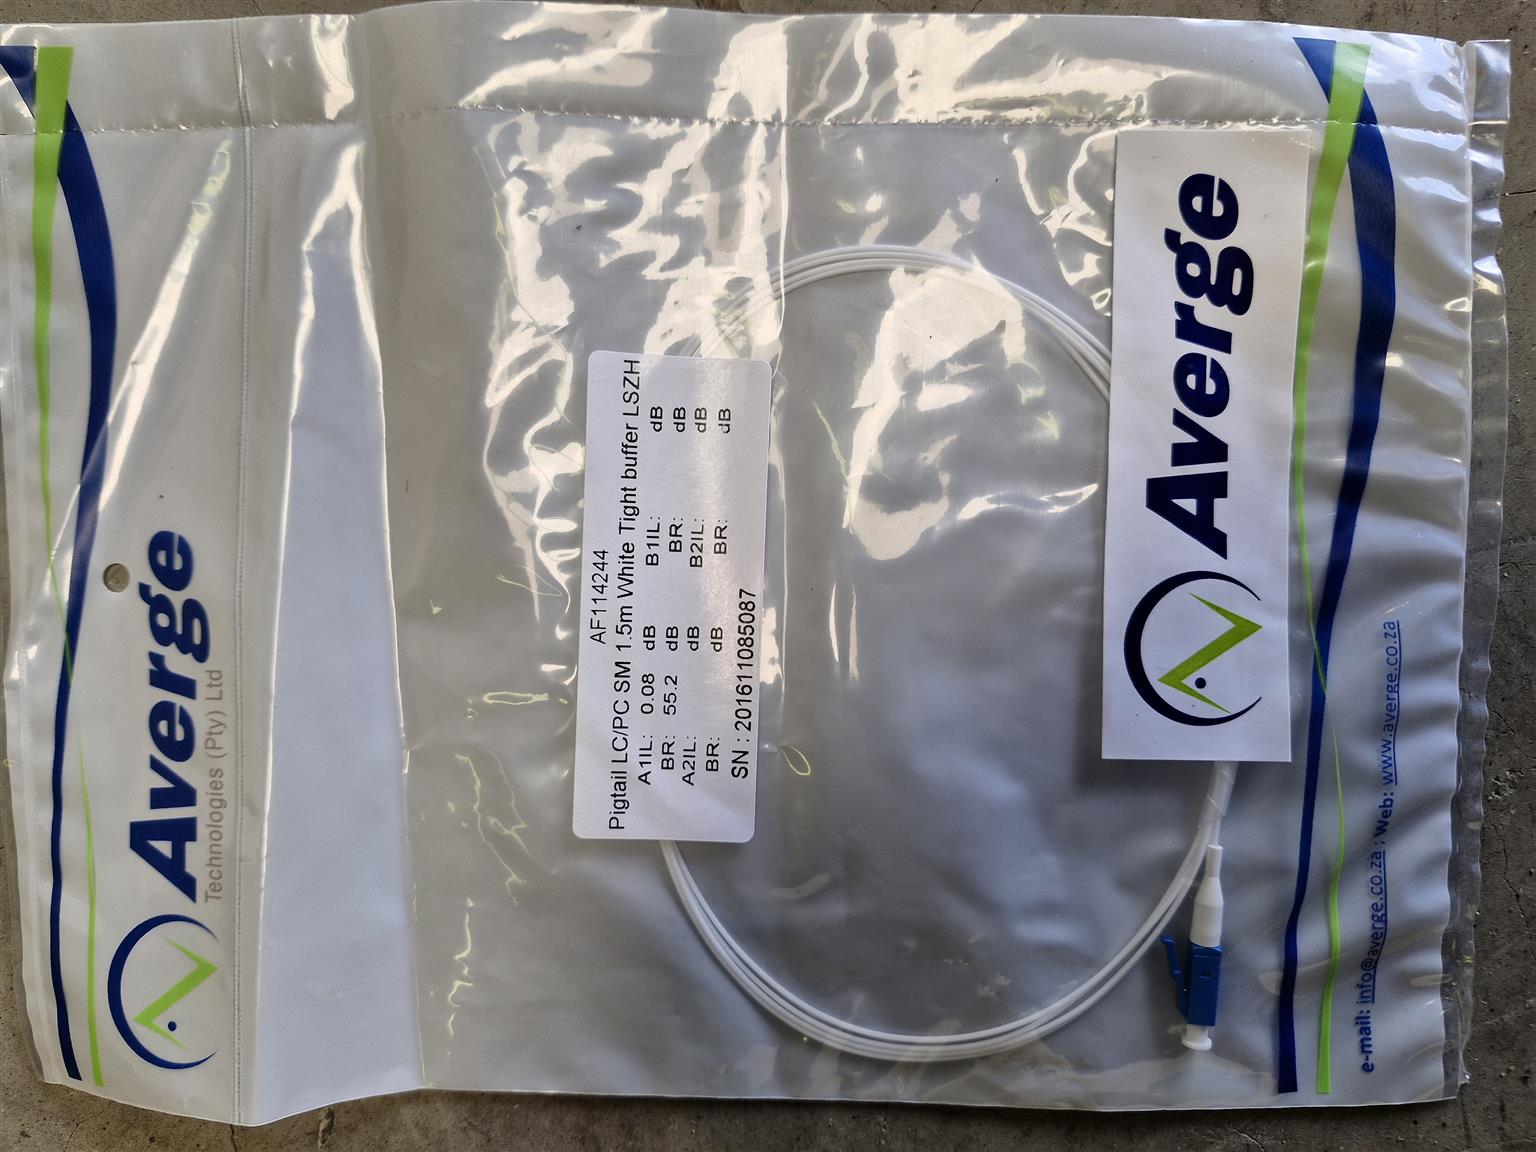 Averge
Technologies (Pty) Ltd
AF114244
Pigtail LC/PC SM 1.5m White Tight buffer LSZH
A1IL: 0.08 dB B1IL: dB
BR: 55.2 dB BR: dB
A2IL: dB B2IL: dB
BR: dB BR: dB
SN : 201611085087
Averge
e-mail: info@averge.co.za ; Web: www.averge.co.za